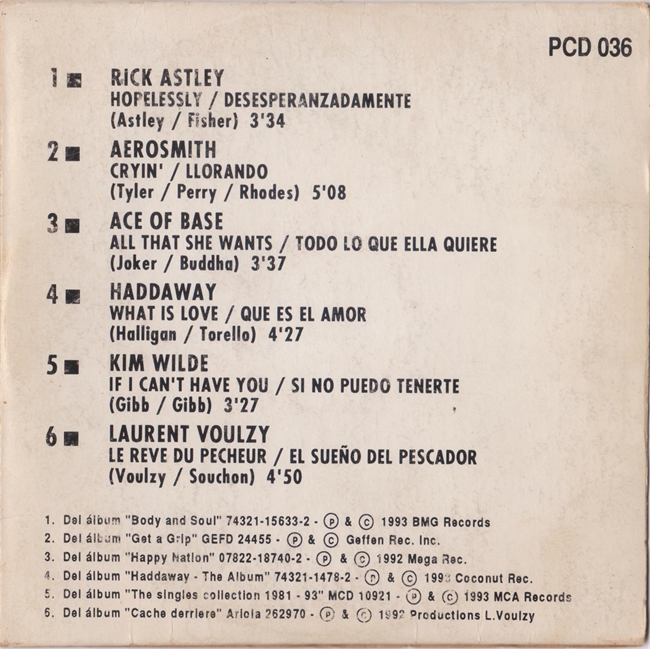 PCD 036
1 ■ RICK ASTLEY
HOPELESSLY / DESESPERANZADAMENTE
(Astley / Fisher) 3'34
2 ■ AEROSMITH
CRYIN' / LLORANDO
(Tyler / Perry / Rhodes) 5'08
3 ■ ACE OF BASE
ALL THAT SHE WANTS / TODO LO QUE ELLA QUIERE
(Joker / Buddha) 3'37
4 ■ HADDAWAY
WHAT IS LOVE / QUE ES EL AMOR
(Halligan / Torello) 4'27
5 ■ KIM WILDE
IF I CAN'T HAVE YOU / SI NO PUEDO TENERTE
(Gibb / Gibb) 3'27
6 ■ LAURENT VOULZY
LE REVE DU PECHEUR / EL SUEÑO DEL PESCADOR
(Voulzy / Souchon) 4'50
1. Del álbum "Body and Soul" 74321-15633-2 - Ⓟ & Ⓒ 1993 BMG Records
2. Del álbum "Get a Grip" GEFD 24455 - Ⓟ & Ⓒ Geffen Rec. Inc.
3. Del álbum "Happy Nation" 07822-18740-2 - Ⓟ & Ⓒ 1992 Mega Rec.
4. Del álbum "Haddaway - The Album" 74321-1478-2 - Ⓟ & Ⓒ 1993 Coconut Rec.
5. Del álbum "The singles collection 1981 - 93" MCD 10921 - Ⓟ & Ⓒ 1993 MCA Records
6. Del álbum "Cache derriere" Ariola 262970 - Ⓟ & Ⓒ 1992 Productions L.Voulzy